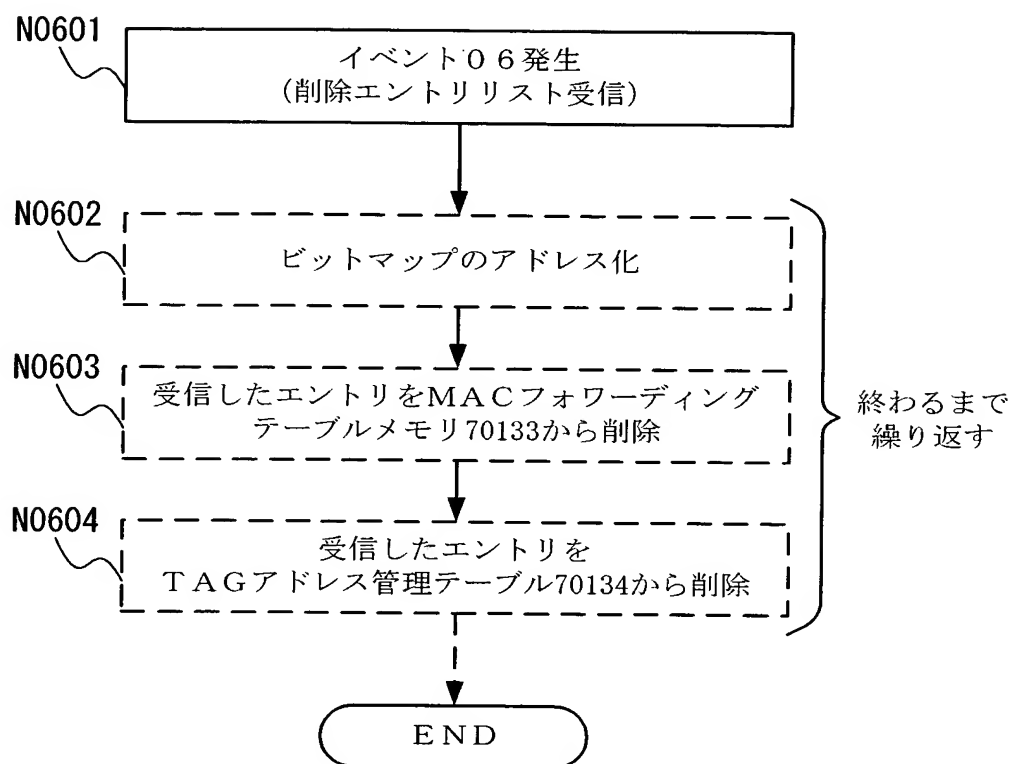 N0601
イベント０６発生
(削除エントリリスト受信)
N0602
ビットマップのアドレス化
N0603
受信したエントリをＭＡＣフォワーディング
テーブルメモリ70133から削除
終わるまで
繰り返す
N0604
受信したエントリを
ＴＡＧアドレス管理テーブル70134から削除
ＥＮＤ